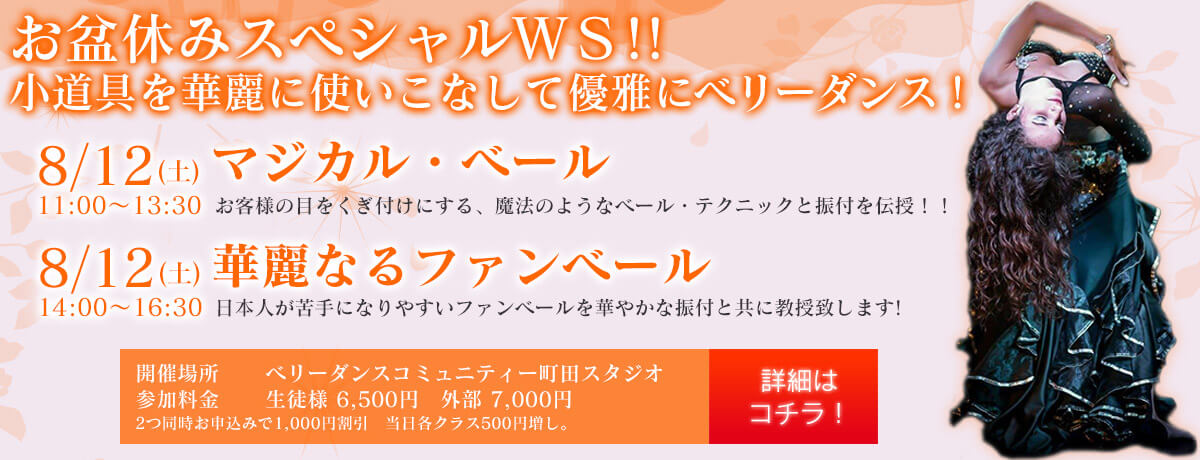 お盆休みスペシャルＷＳ!!
小道具を華麗に使いこなして優雅にベリーダンス！
8/12(土) マジカル・ベール
11:00～13:30 お客様の目をくぎ付けにする、魔法のようなベール・テクニックと振付を伝授！！
8/12(土) 華麗なるファンベール
14:00～16:30 日本人が苦手になりやすいファンベールを華やかな振付と共に教授致します!
開催場所 ベリーダンスコミュニティー町田スタジオ
参加料金 生徒様 6,500円 外部 7,000円
2つ同時お申込みで1,000円割引 当日各クラス500円増し。
詳細は
コチラ！